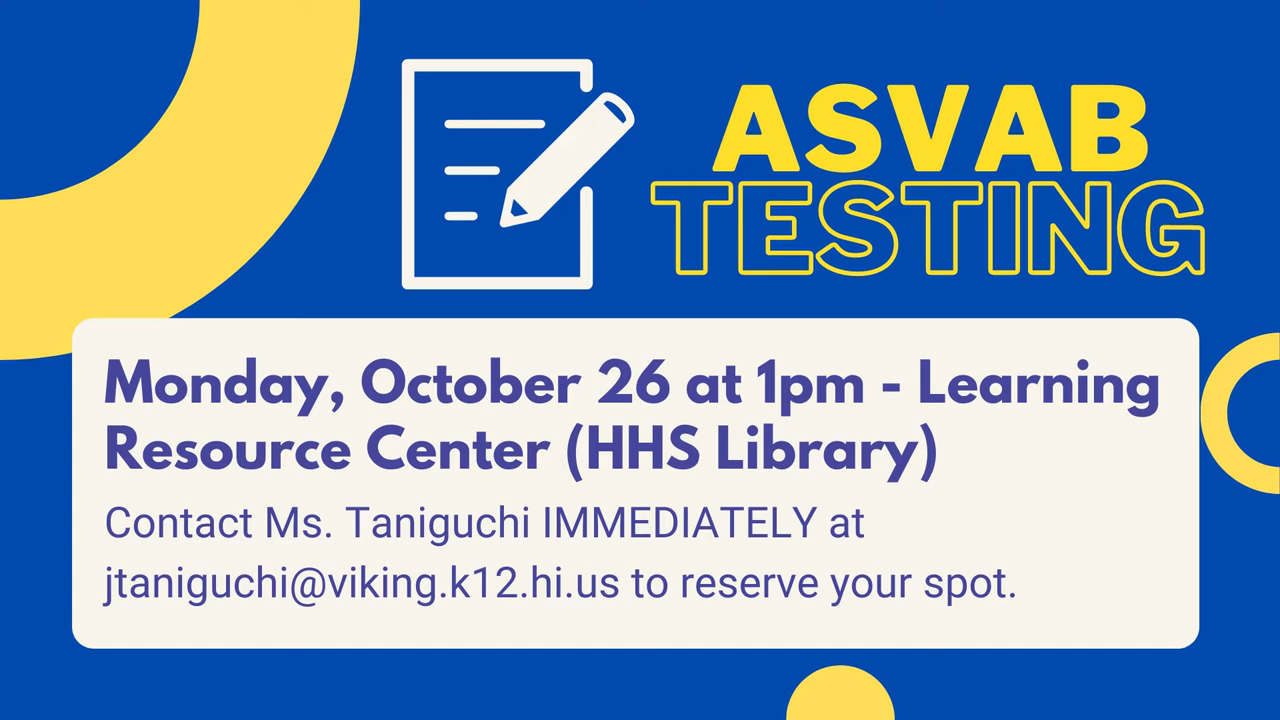 ASVAB
TESTING
Monday, October 26 at 1pm - Learning
Resource Center (HHS Library)
Contact Ms. Taniguchi IMMEDIATELY at
jtaniguchi@viking.k12.hi.us to reserve your spot.